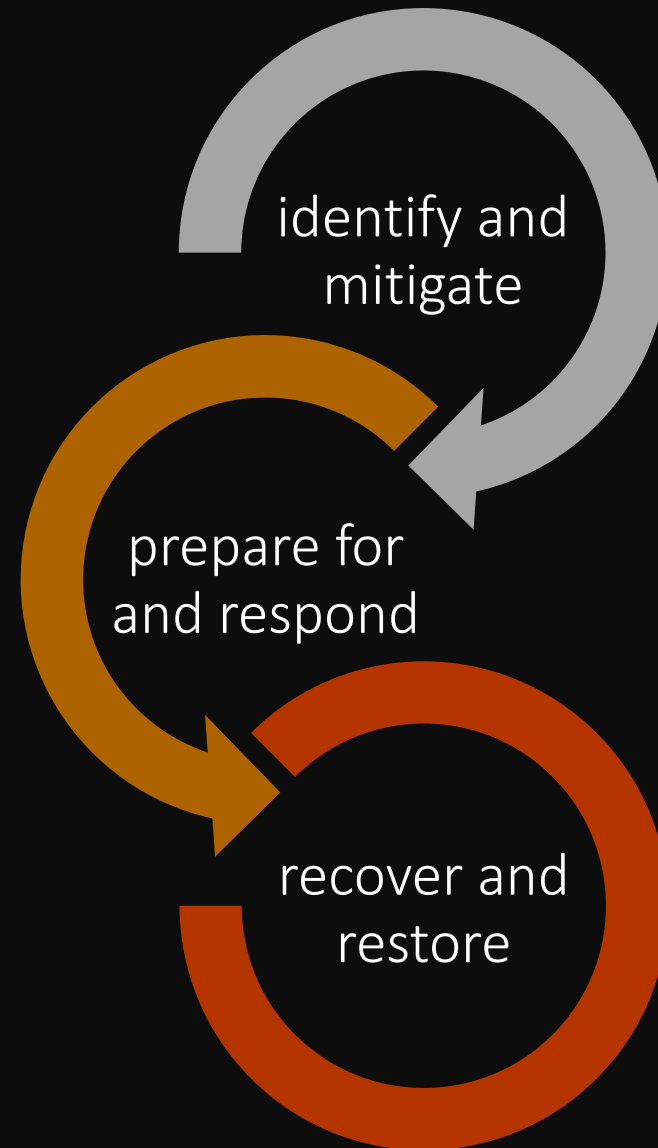 identify and
mitigate
prepare for
and respond
recover and
restore